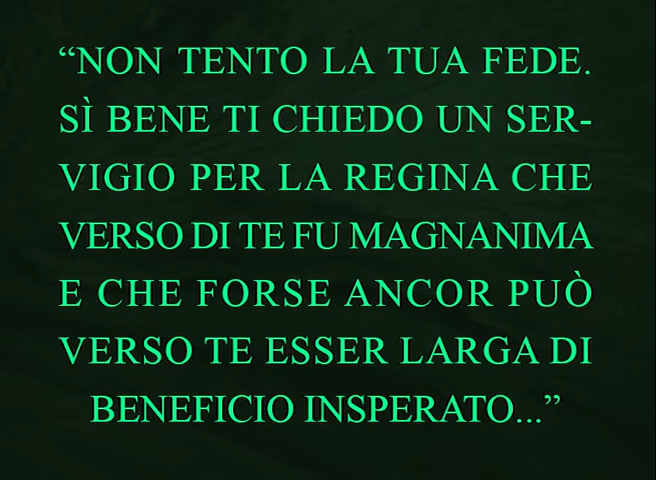 “NON TENTO LA TUA FEDE.
SÌ BENE TI CHIEDO UN SER-
VIGIO PER LA REGINA CHE
VERSO DI TE FU MAGNANIMA
E CHE FORSE ANCOR PUÒ
VERSO TE ESSER LARGA DI
BENEFICIO INSPERATO...”